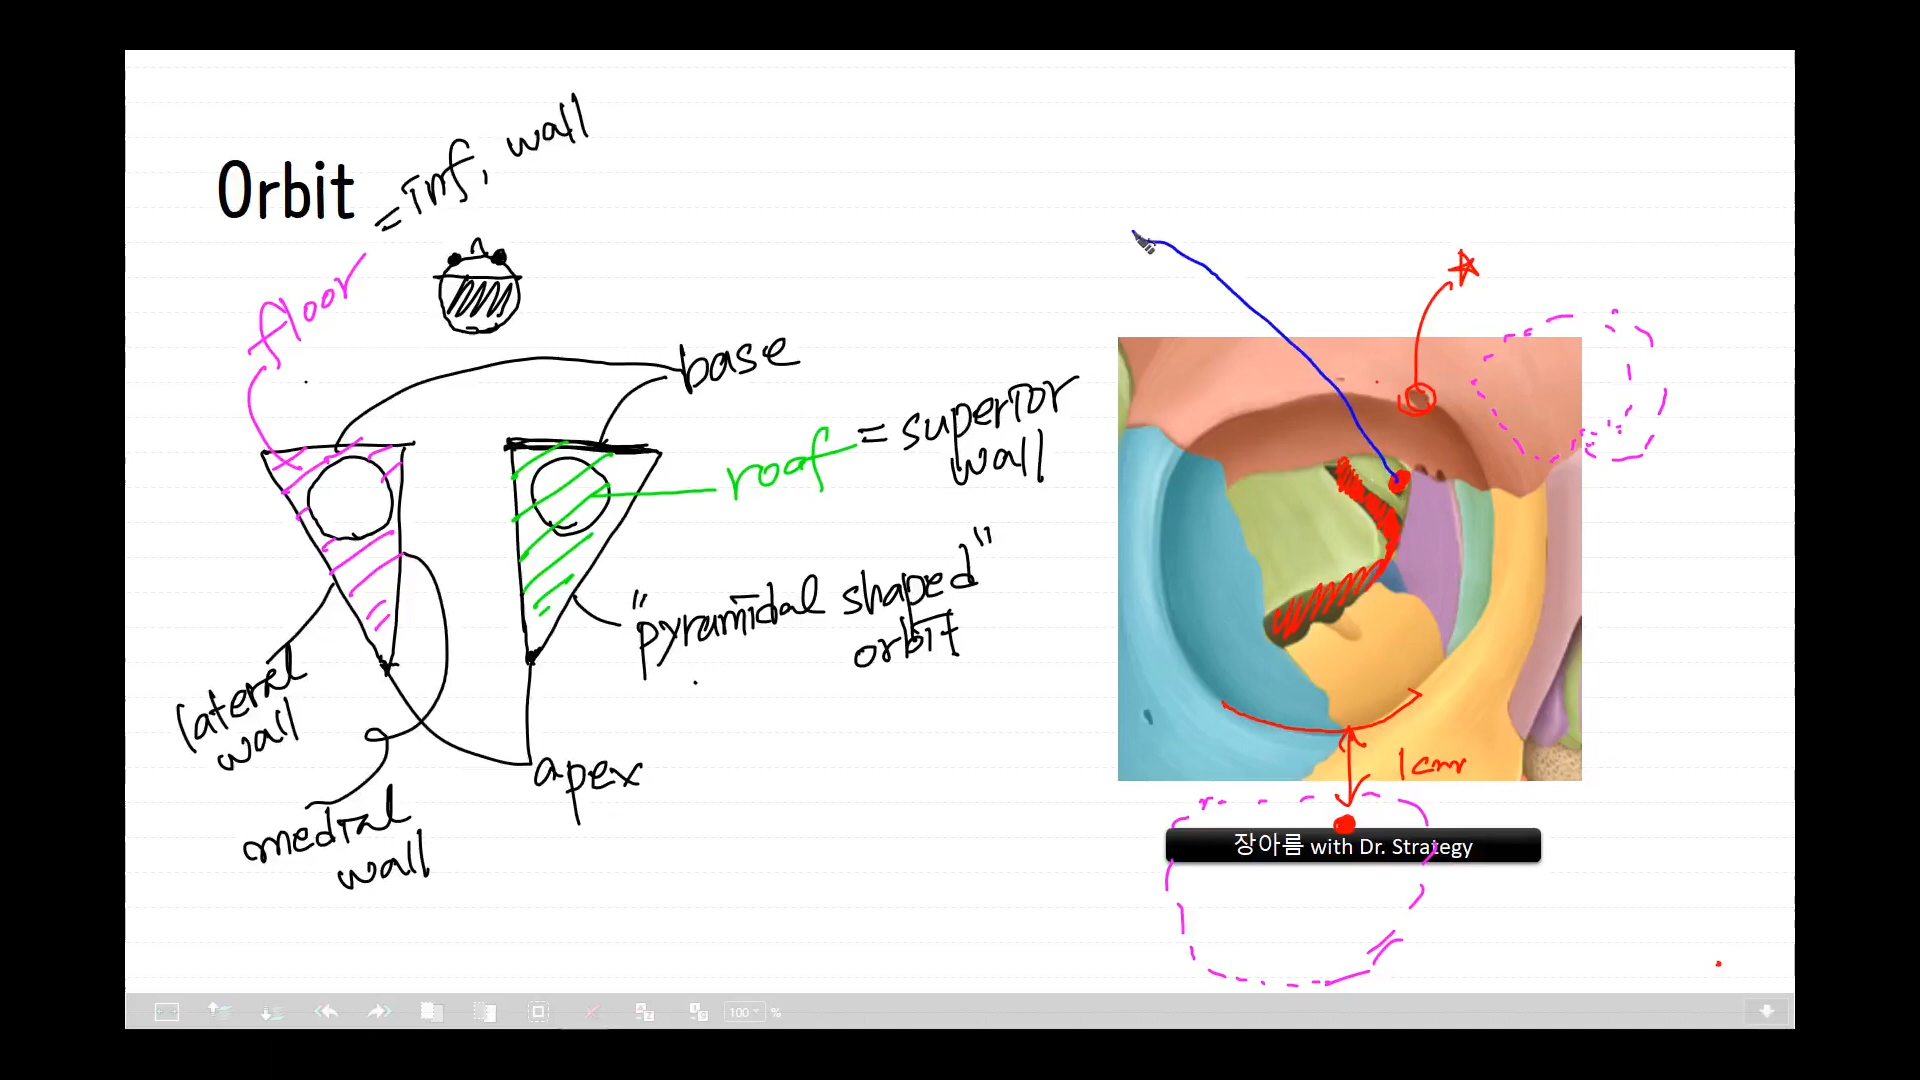 Orbit
= Inf, wall
floor
base
roof = superior
wall
"pyramidal shaped"
orbit
lateral
wall
medial
wall
apex
1cm
장아름 with Dr. Strategy
100 %